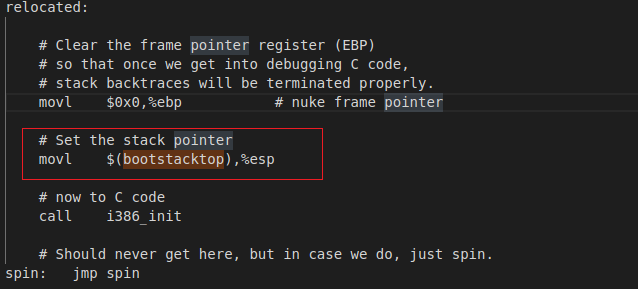 relocated:
# Clear the frame pointer register (EBP)
# so that once we get into debugging C code,
# stack backtraces will be terminated properly.
movl $0x0,%ebp # nuke frame pointer
# Set the stack pointer
movl $(bootstacktop),%esp
# now to C code
call i386_init
# Should never get here, but in case we do, just spin.
spin: jmp spin